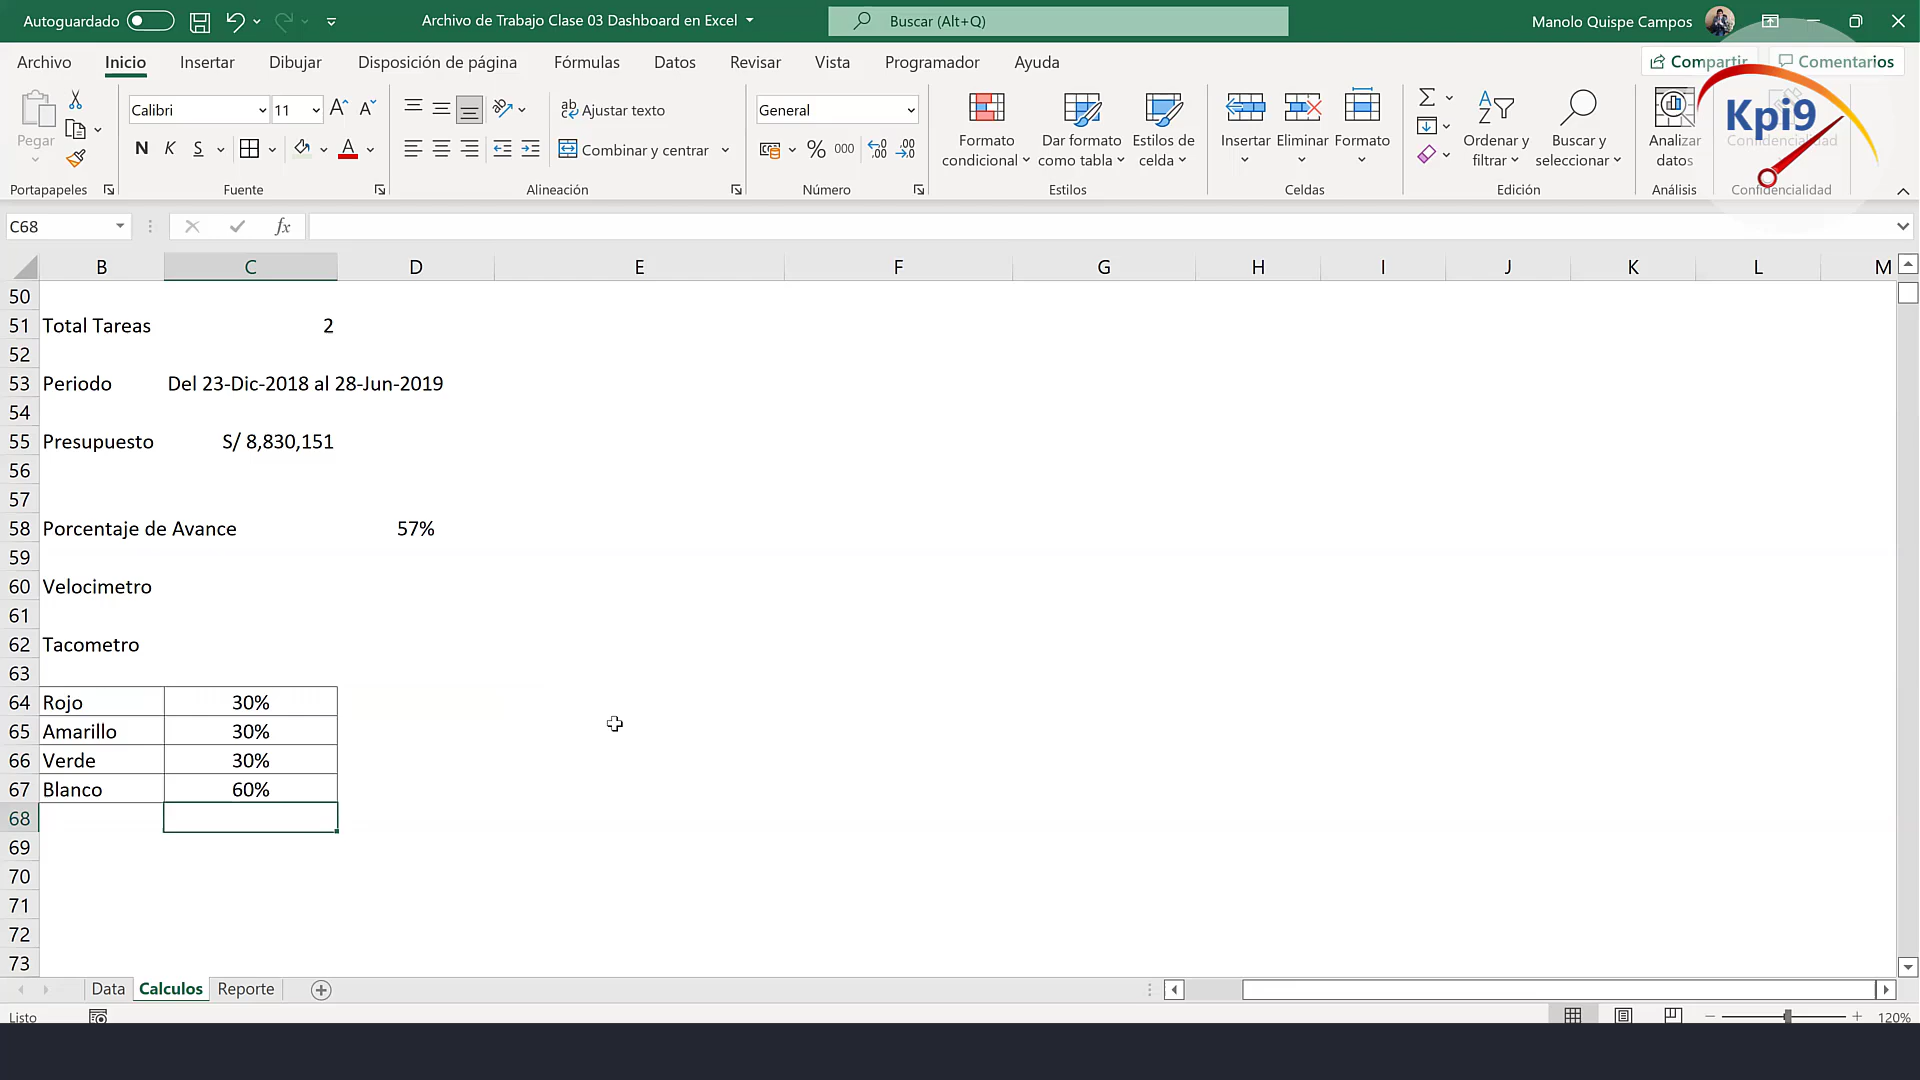 Autoguardado
Archivo de Trabajo Clase 03 Dashboard en Excel
Buscar (Alt+Q)
Manolo Quispe Campos
Archivo Inicio Insertar Dibujar Disposición de página Fórmulas Datos Revisar Vista Programador Ayuda
Compartir Comentarios
Pegar
Calibri 11
N K S
Ajustar texto
Combinar y centrar
General
% 000
Formato condicional
Dar formato como tabla
Estilos de celda
Insertar Eliminar Formato
Ordenar y filtrar
Buscar y seleccionar
Analizar datos
Confidencialidad
Kpi9
Portapapeles Fuente Alineación Número Estilos Celdas Edición Análisis Confidencialidad
C68 fx
B C D E F G H I J K L M
50
51 Total Tareas 2
52
53 Periodo Del 23-Dic-2018 al 28-Jun-2019
54
55 Presupuesto S/ 8,830,151
56
57
58 Porcentaje de Avance 57%
59
60 Velocimetro
61
62 Tacometro
63
64 Rojo 30%
65 Amarillo 30%
66 Verde 30%
67 Blanco 60%
68
69
70
71
72
73
Data Calculos Reporte
Listo 120%